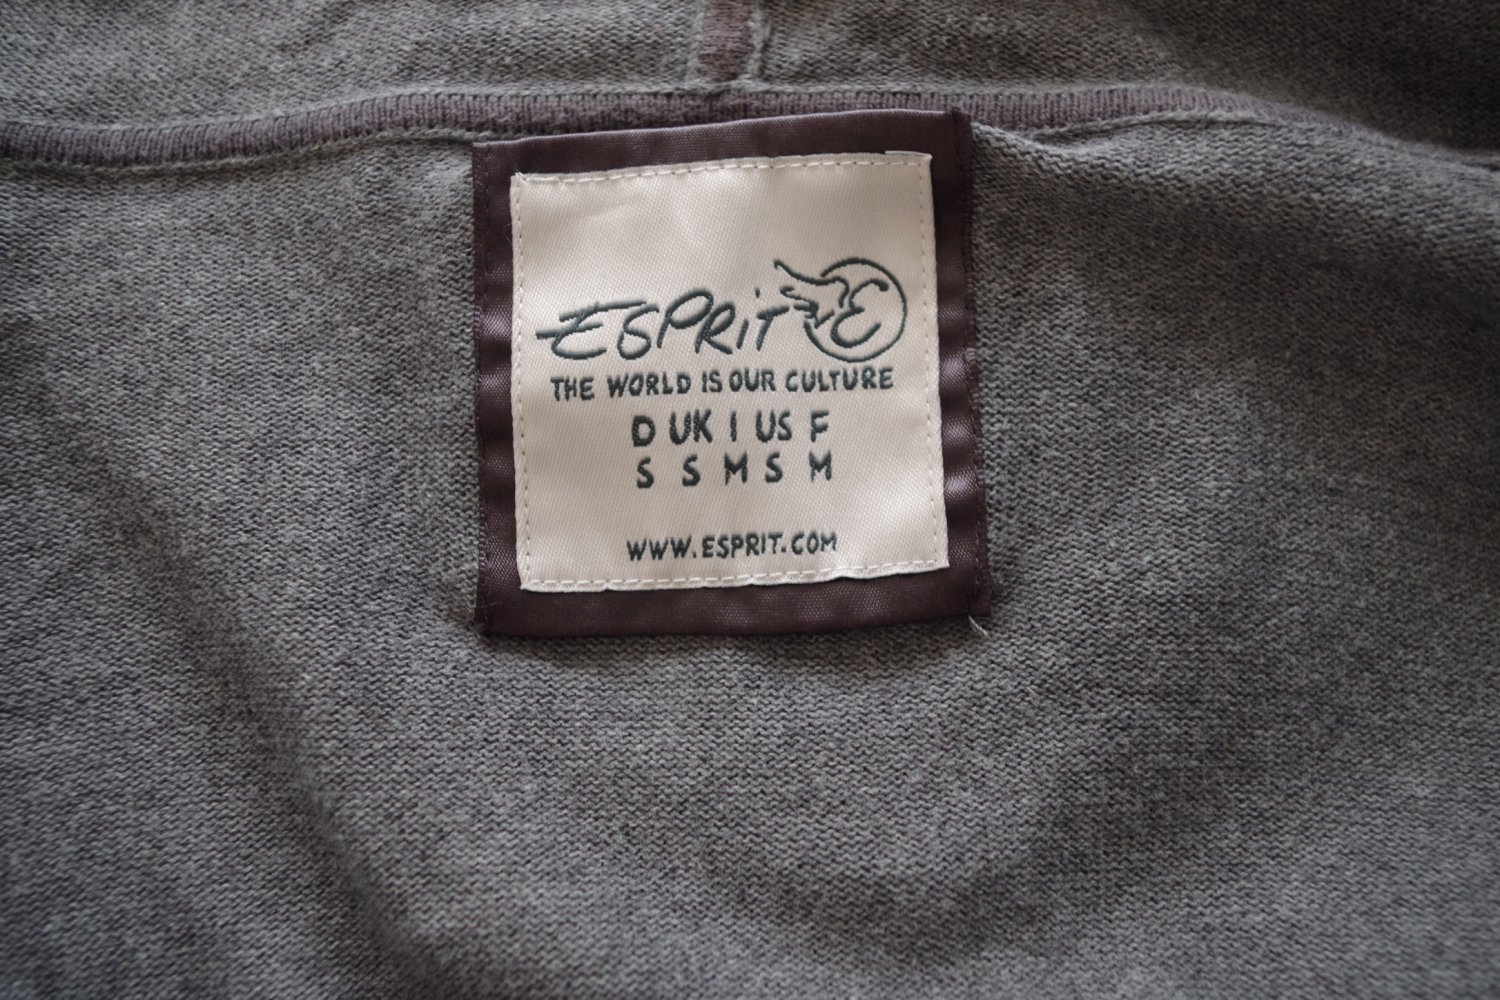 ESPRIT E
THE WORLD IS OUR CULTURE
D UK I US F
S S M S M
WWW.ESPRIT.COM